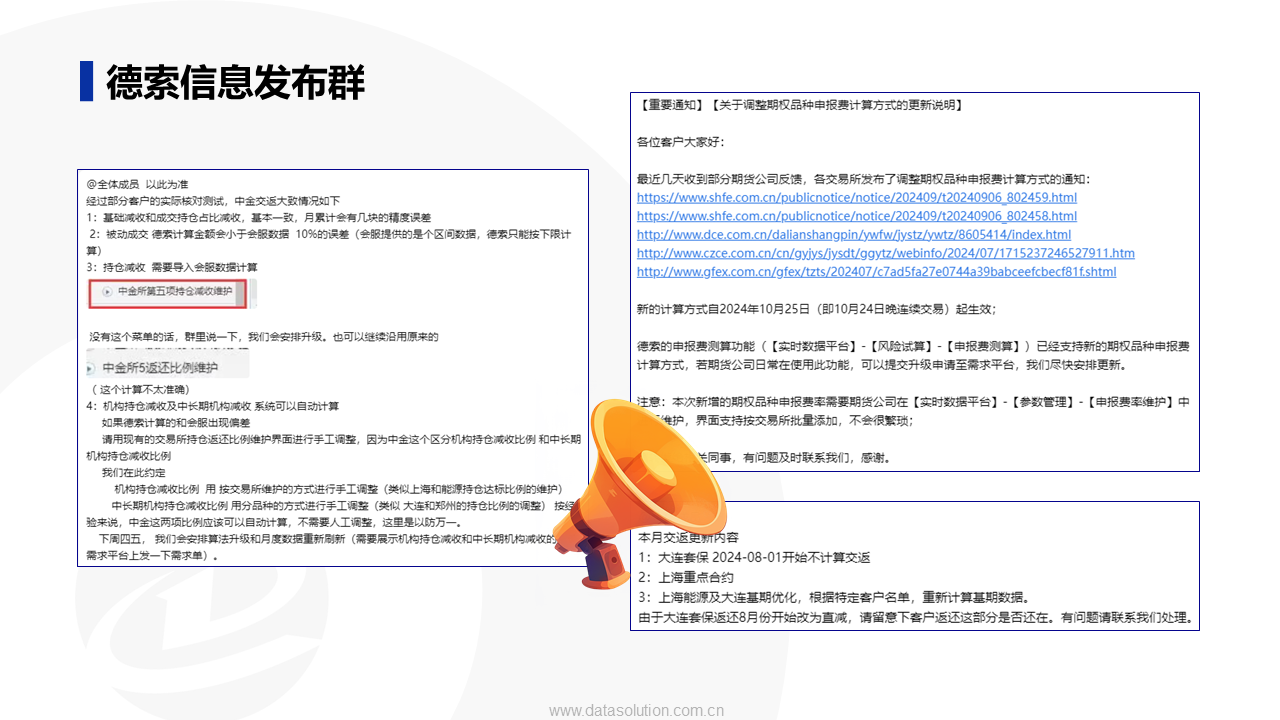 德索信息发布群
@全体成员 以此为准
经过部分客户的实际核对测试，中金交返大致情况如下
1：基础减收和成交持仓占比减收，基本一致，月累计会有几块的精度误差
2：被动成交 德索计算金额会小于会服数据 10%的误差（会服提供的是个区间数据，德索只能按下限计
算）
3：持仓减收 需要导入会服数据计算
中金所第五项持仓减收维护
没有这个菜单的话，群里说一下，我们会安排升级。也可以继续沿用原来的
中金所5返还比例维护
（ 这个计算不太准确）
4：机构持仓减收及中长期机构减收 系统可以自动计算
如果德索计算的和会服出现偏差
请用现有的交易所持仓返还比例维护界面进行手工调整，因为中金这个区分机构持仓减收比例 和中长期
机构持仓减收比例
我们在此约定
机构持仓减收比例 用 按交易所维护的方式进行手工调整（类似上海和能源持仓达标比例的维护）
中长期机构持仓减收比例 用分品种的方式进行手工调整（类似 大连和郑州的持仓比例的调整） 按经
验来说，中金这两项比例应该可以自动计算，不需要人工调整，这里是以防万一。
下周四五， 我们会安排算法升级和月度数据重新刷新（需要展示机构持仓减收和中长期机构减收的
需求平台上发一下需求单）。
【重要通知】【关于调整期权品种申报费计算方式的更新说明】
各位客户大家好：
最近几天收到部分期货公司反馈，各交易所发布了调整期权品种申报费计算方式的通知：
https://www.shfe.com.cn/publicnotice/notice/202409/t20240906_802459.html
https://www.shfe.com.cn/publicnotice/notice/202409/t20240906_802458.html
http://www.dce.com.cn/dalianshangpin/ywfw/jystz/ywtz/8605414/index.html
http://www.czce.com.cn/cn/gyjys/jysdt/ggytz/webinfo/2024/07/1715237246527911.htm
http://www.gfex.com.cn/gfex/tzts/202407/c7ad5fa27e0744a39babceefcbecf81f.shtml
新的计算方式自2024年10月25日（即10月24日晚连续交易）起生效；
德索的申报费测算功能（【实时数据平台】-【风险试算】-【申报费测算】）已经支持新的期权品种申报费
计算方式，若期货公司日常在使用此功能，可以提交升级申请至需求平台，我们尽快安排更新。
注意：本次新增的期权品种申报费率需要期货公司在【实时数据平台】-【参数管理】-【申报费率维护】中
维护，界面支持按交易所批量添加，不会很繁琐；
关同事，有问题及时联系我们，感谢。
本月交返更新内容
1：大连套保 2024-08-01开始不计算交返
2：上海重点合约
3：上海能源及大连基期优化，根据特定客户名单，重新计算基期数据。
由于大连套保返还8月份开始改为直减，请留意下客户返还这部分是否还在。有问题请联系我们处理。
www.datasolution.com.cn